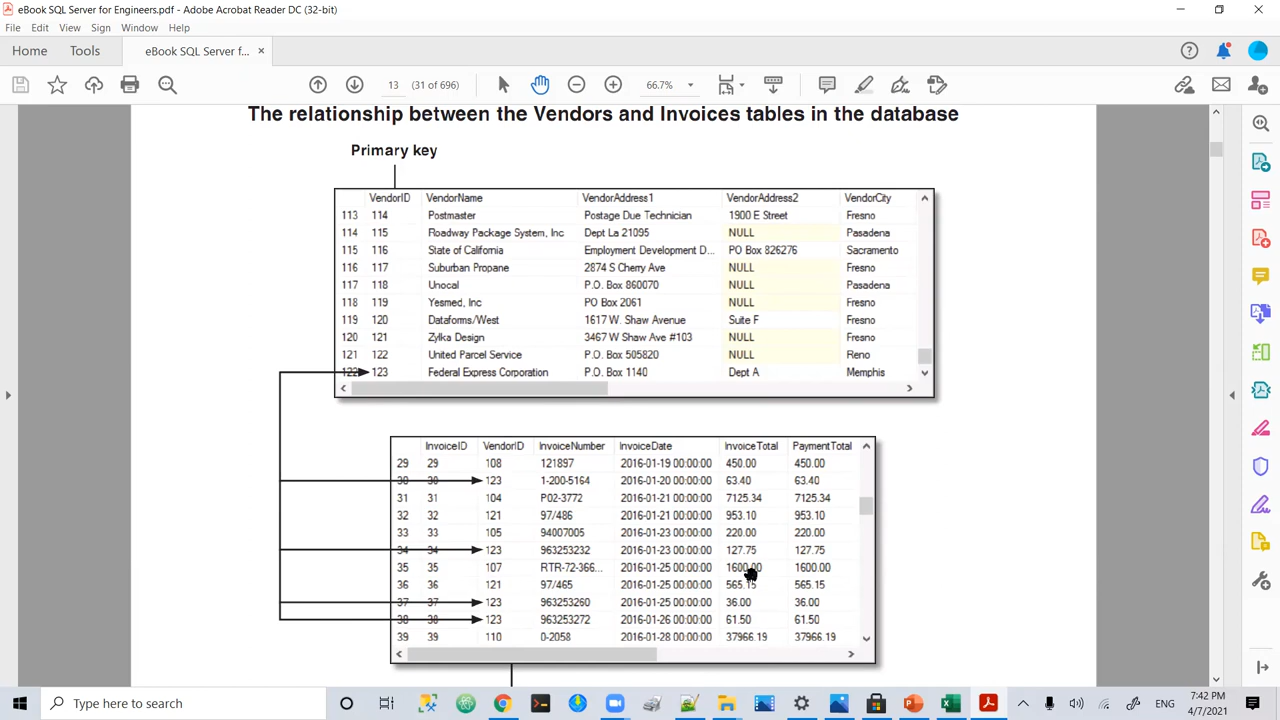 eBook SQL Server for Engineers.pdf - Adobe Acrobat Reader DC (32-bit)
File Edit View Sign Window Help
Home Tools eBook SQL Server f... ×
13 (31 of 696) 66.7%
The relationship between the Vendors and Invoices tables in the database
Primary key
VendorID VendorName VendorAddress1 VendorAddress2 VendorCity
113 114 Postmaster Postage Due Technician 1900 E Street Fresno
114 115 Roadway Package System, Inc Dept La 21095 NULL Pasadena
115 116 State of California Employment Development D... PO Box 826276 Sacramento
116 117 Suburban Propane 2874 S Cherry Ave NULL Fresno
117 118 Unocal P.O. Box 860070 NULL Pasadena
118 119 Yesmed, Inc PO Box 2061 NULL Fresno
119 120 Dataforms/West 1617 W. Shaw Avenue Suite F Fresno
120 121 Zylka Design 3467 W Shaw Ave #103 NULL Fresno
121 122 United Parcel Service P.O. Box 505820 NULL Reno
122 123 Federal Express Corporation P.O. Box 1140 Dept A Memphis
InvoiceID VendorID InvoiceNumber InvoiceDate InvoiceTotal PaymentTotal
29 29 108 121897 2016-01-19 00:00:00 450.00 450.00
30 30 123 1-200-5164 2016-01-20 00:00:00 63.40 63.40
31 31 104 P02-3772 2016-01-21 00:00:00 7125.34 7125.34
32 32 121 97/486 2016-01-21 00:00:00 953.10 953.10
33 33 105 94007005 2016-01-23 00:00:00 220.00 220.00
34 34 123 963253232 2016-01-23 00:00:00 127.75 127.75
35 35 107 RTR-72-366... 2016-01-25 00:00:00 1600.00 1600.00
36 36 121 97/465 2016-01-25 00:00:00 565.15 565.15
37 37 123 963253260 2016-01-25 00:00:00 36.00 36.00
38 38 123 963253272 2016-01-26 00:00:00 61.50 61.50
39 39 110 0-2058 2016-01-28 00:00:00 37966.19 37966.19
Type here to search
ENG
7:42 PM
4/7/2021